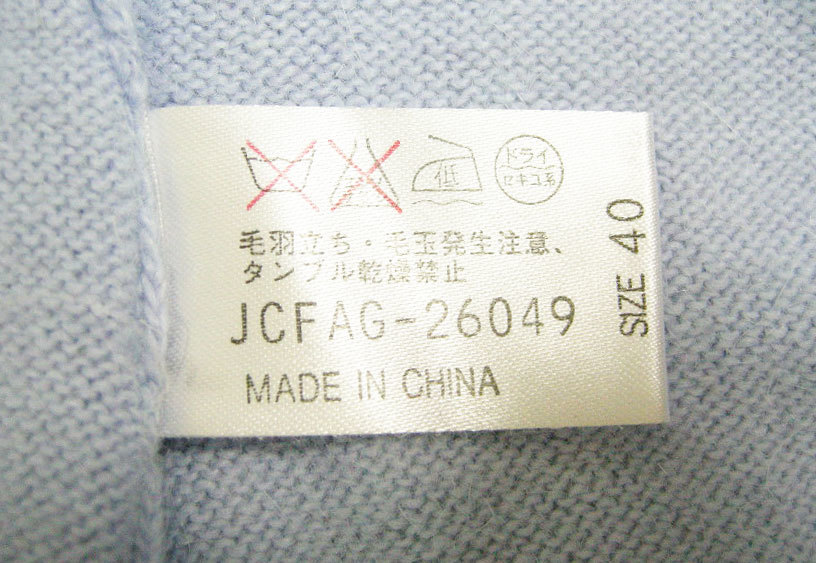 低
ドライ
セキユ系
毛羽立ち・毛玉発生注意、
タンブル乾燥禁止
JCFAG-26049
MADE IN CHINA
SIZE 40